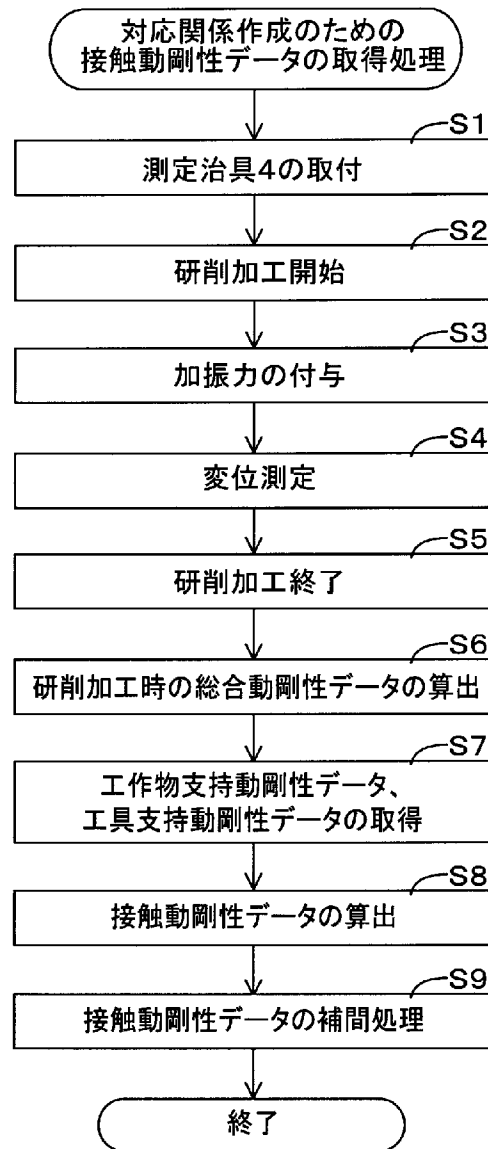 対応関係作成のための
接触動剛性データの取得処理
S1
測定治具4の取付
S2
研削加工開始
S3
加振力の付与
S4
変位測定
S5
研削加工終了
S6
研削加工時の総合動剛性データの算出
S7
工作物支持動剛性データ、
工具支持動剛性データの取得
S8
接触動剛性データの算出
S9
接触動剛性データの補間処理
終了